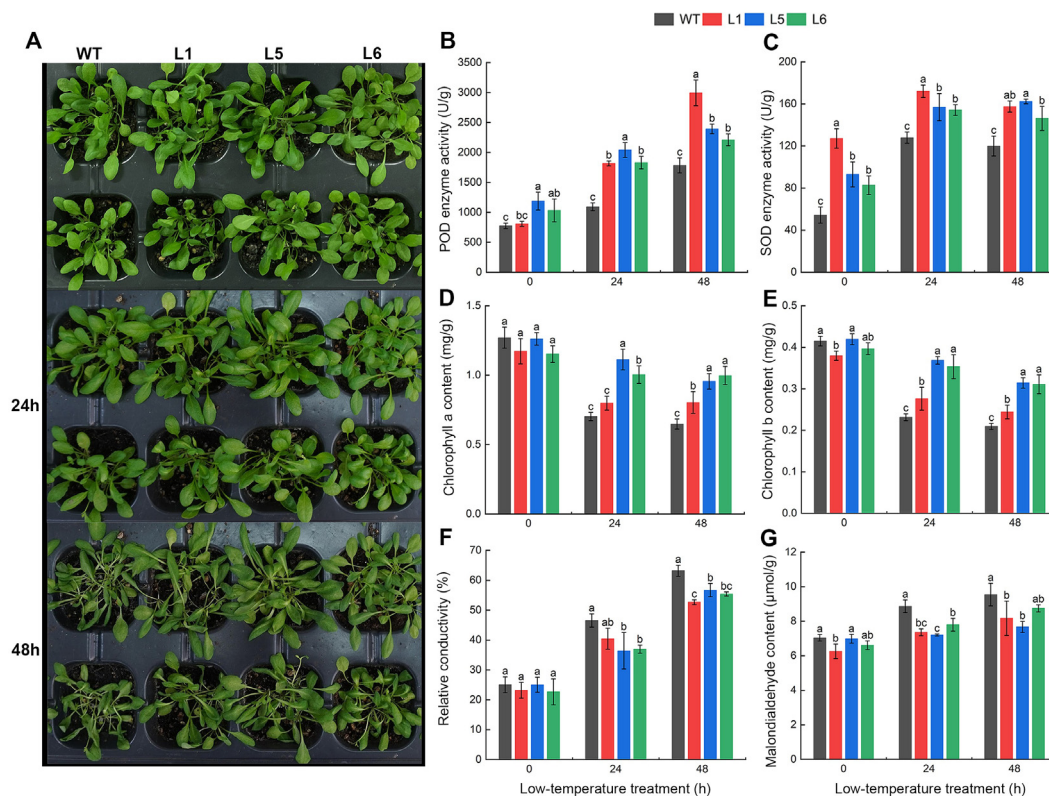 WT L1 L5 L6
A
WT L1 L5 L6
24h
48h
B
POD enzyme activity (U/g)
3500
3000
2500
2000
1500
1000
500
0
c bc a ab
c b a b
c a b b
0 24 48
C
SOD enzyme activity (U/g)
200
160
120
80
40
0
c a b b
c a b b
c ab a b
0 24 48
D
Chlorophyll a content (mg/g)
1.5
1.0
0.5
0.0
a a a a
c c a b
c b a a
0 24 48
E
Chlorophyll b content (mg/g)
0.5
0.4
0.3
0.2
0.1
0.0
a b a ab
c b a a
c b a a
0 24 48
F
Relative conductivity (%)
70
60
50
40
30
20
10
0
a a a a
a ab b b
a c b bc
0 24 48
Low-temperature treatment (h)
G
Malondialdehyde content (μmol/g)
12
10
8
6
4
2
0
a b a ab
a bc c b
a b b ab
0 24 48
Low-temperature treatment (h)